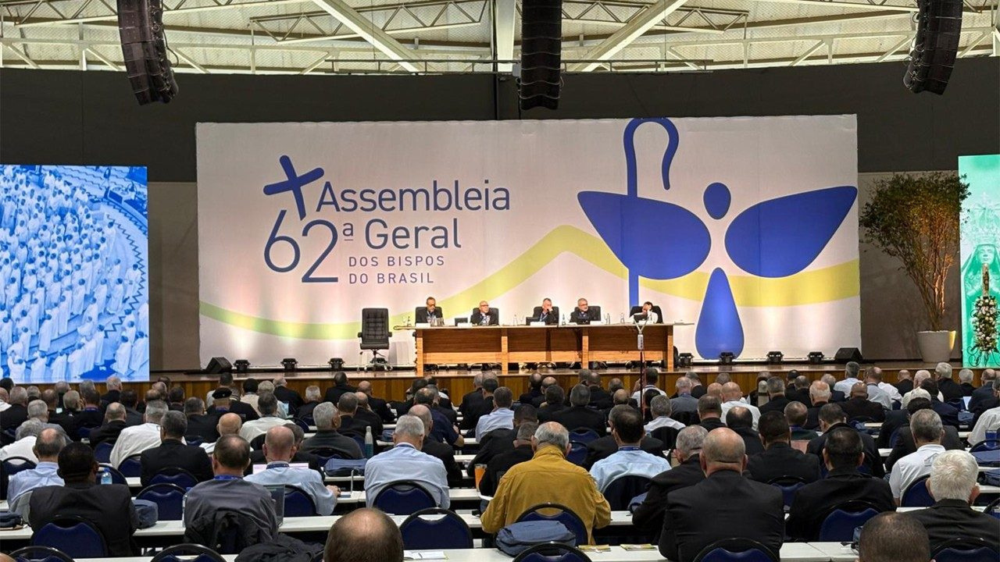 Assembleia
62ª Geral
DOS BISPOS
DO BRASIL